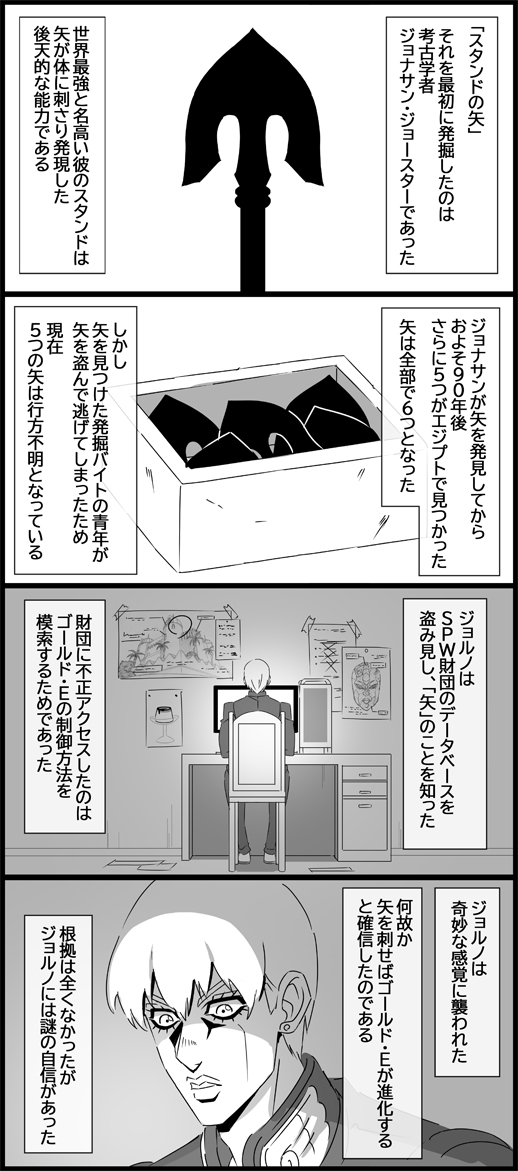 「スタンドの矢」
それを最初に発掘したのは
考古学者
ジョナサン・ジョースターであった
世界最強と名高い彼のスタンドは
矢が体に刺さり発現した
後天的な能力である
ジョナサンが矢を発見してから
およそ９０年後
さらに５つがエジプトで見つかった
矢は全部で６つとなった
しかし
矢を見つけた発掘バイトの青年が
矢を盗んで逃げてしまったため
現在
５つの矢は行方不明となっている
ジョルノは
ＳＰＷ財団のデータベースを
盗み見し、「矢」のことを知った
財団に不正アクセスしたのは
ゴールド・Ｅの制御方法を
模索するためであった
ジョルノは
奇妙な感覚に襲われた
何故か
矢を刺せばゴールド・Ｅが進化する
と確信したのである
根拠は全くなかったが
ジョルノには謎の自信があった